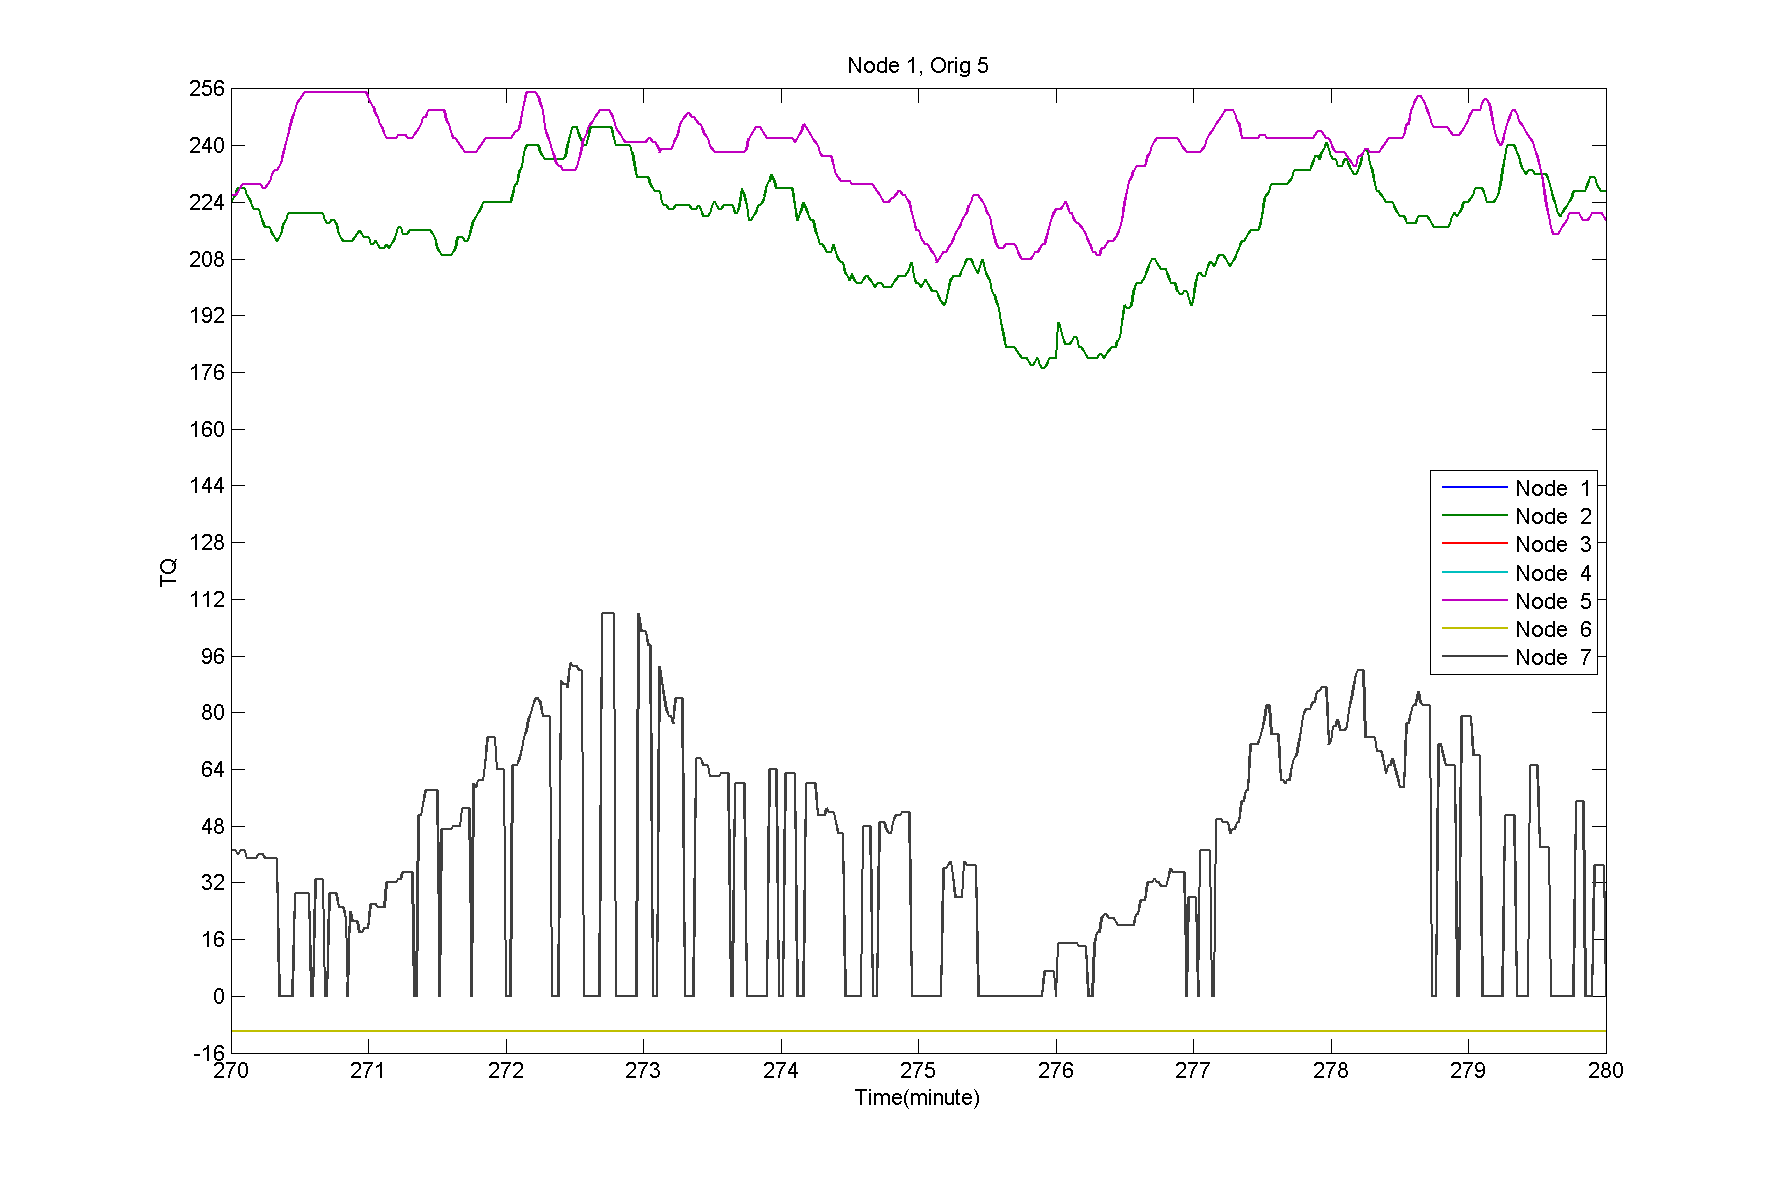 Node 1, Orig 5
256
240
224
208
192
176
160
144
128
112
96
80
64
48
32
16
0
-16
TQ
Node 1
Node 2
Node 3
Node 4
Node 5
Node 6
Node 7
270 271 272 273 274 275 276 277 278 279 280
Time(minute)